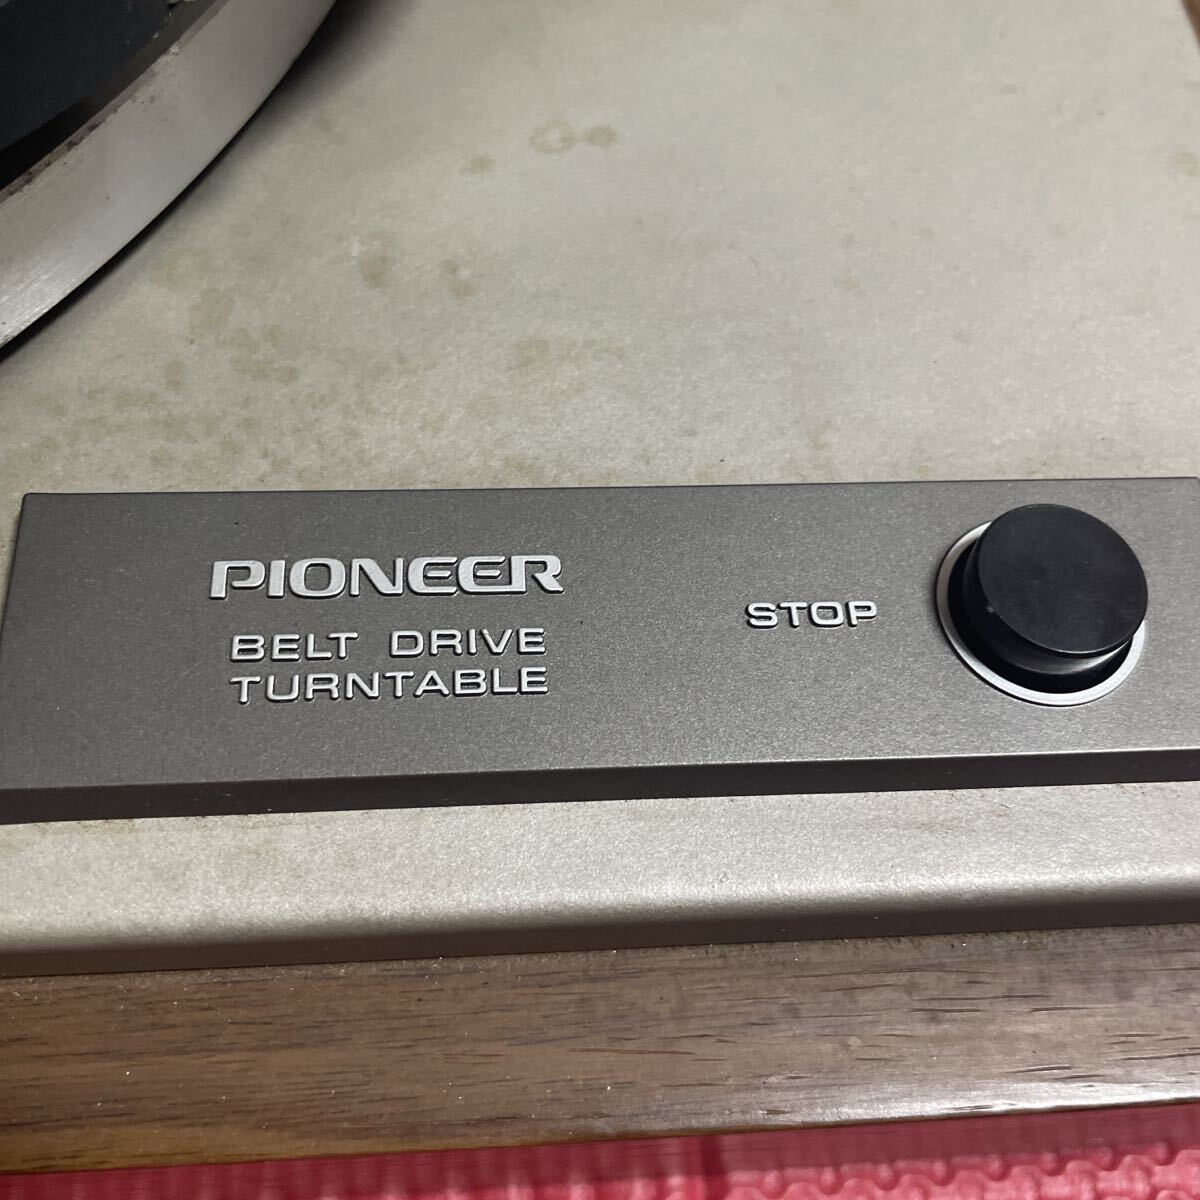 PIONEER
BELT DRIVE
TURNTABLE
STOP